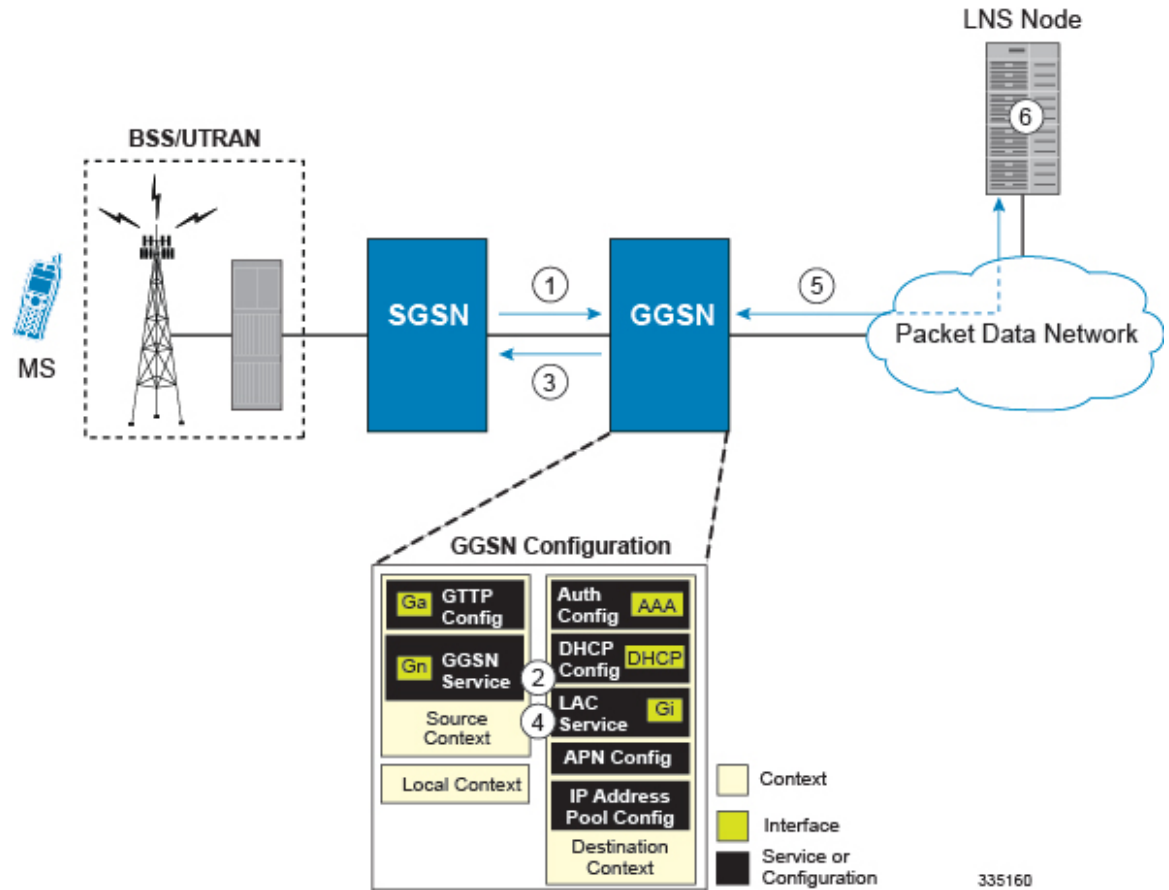 LNS Node
6
BSS/UTRAN
MS
SGSN
1
3
GGSN
5
Packet Data Network
GGSN Configuration
Ga
GTTP
Config
Gn
GGSN
Service
Source
Context
Local Context
2
4
Auth
Config
AAA
DHCP
Config
DHCP
LAC
Service
Gi
APN Config
IP Address
Pool Config
Destination
Context
Context
Interface
Service or
Configuration
335160